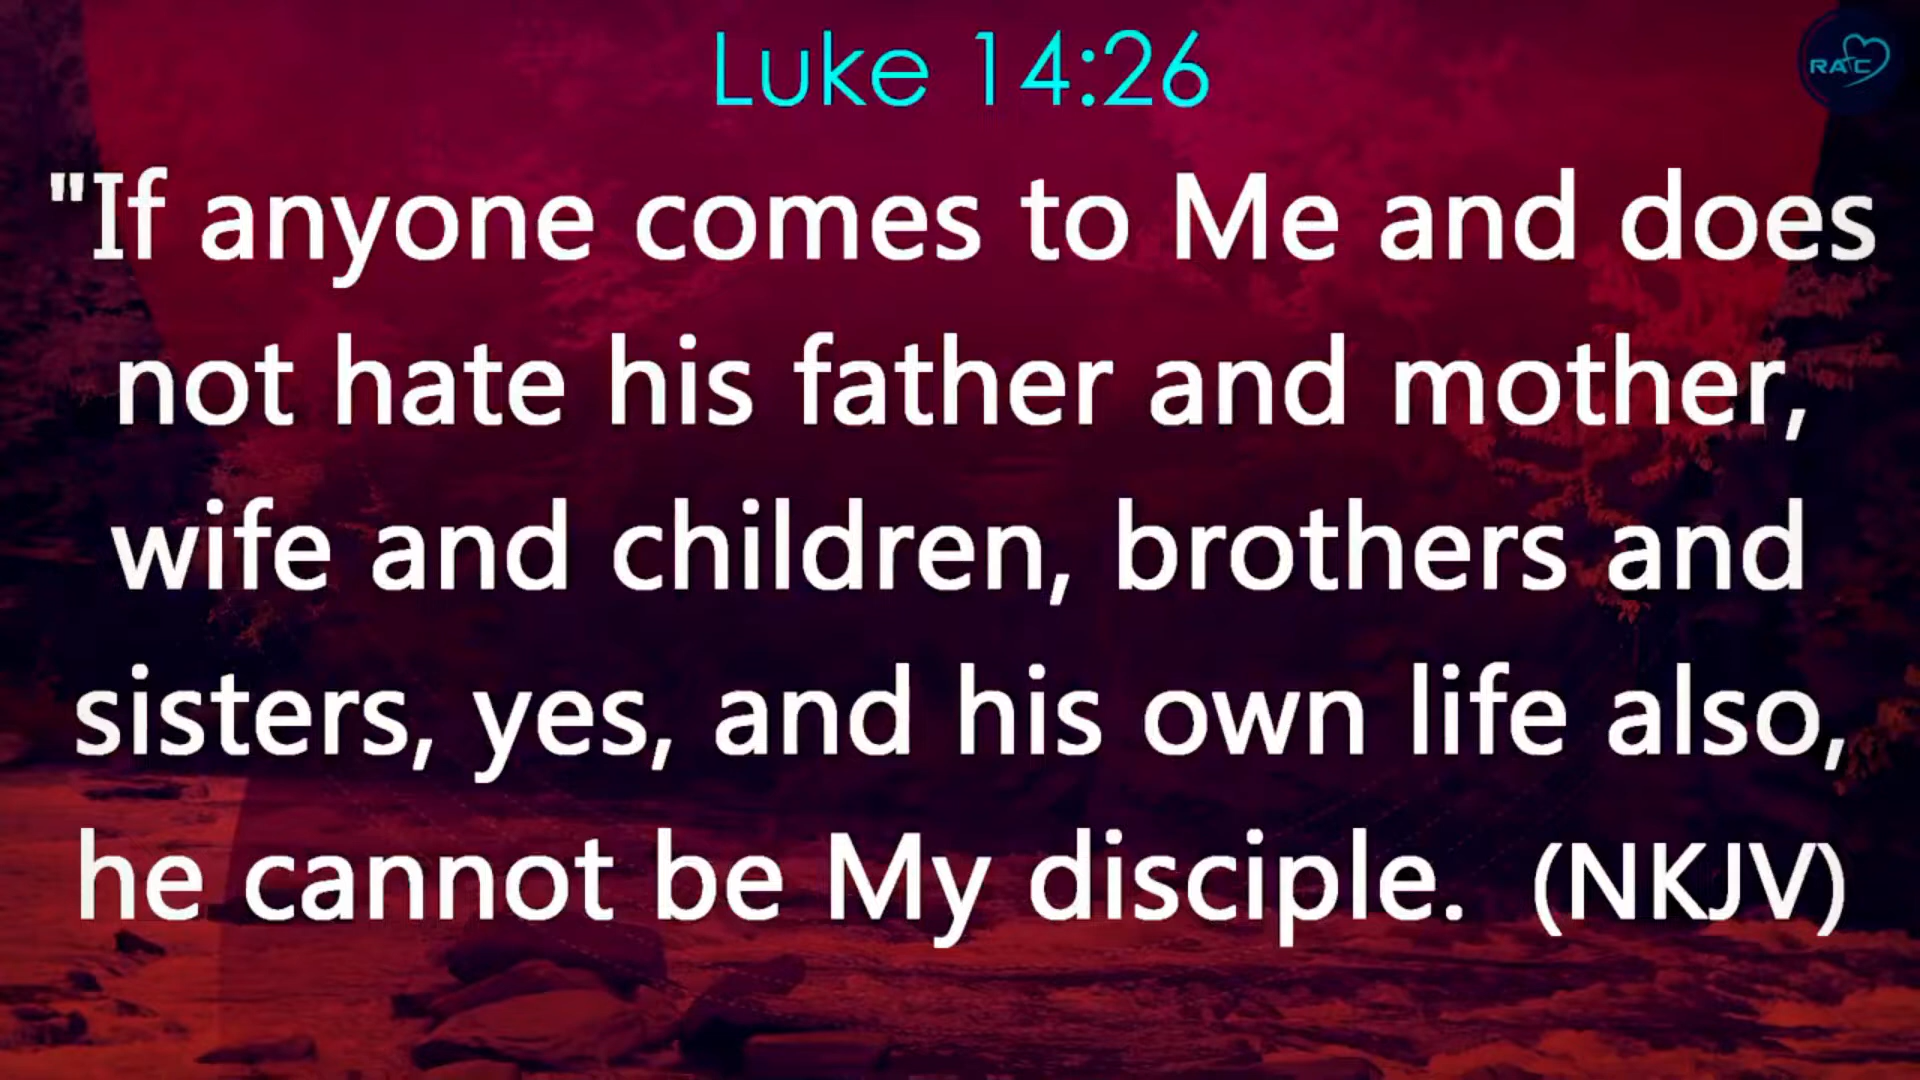 Luke 14:26
RAC
"If anyone comes to Me and does
not hate his father and mother,
wife and children, brothers and
sisters, yes, and his own life also,
he cannot be My disciple.  (NKJV)